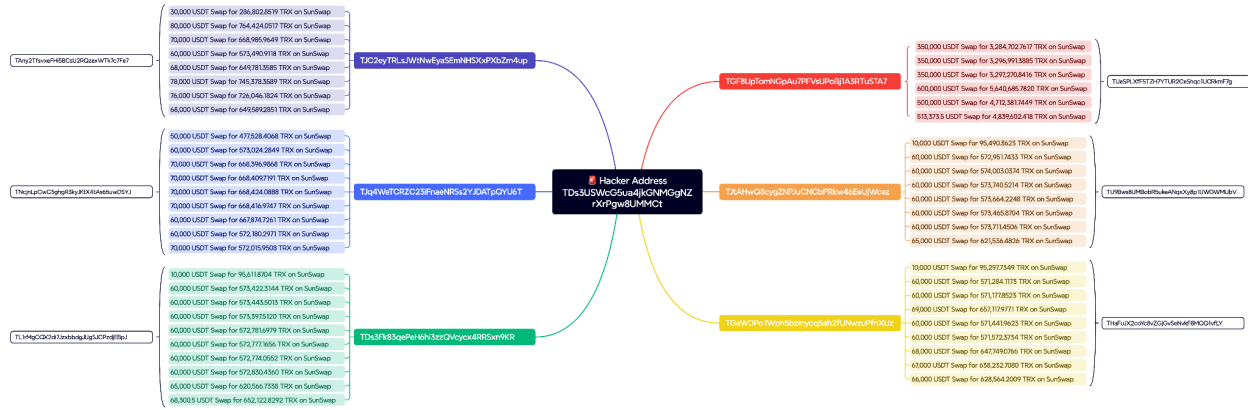 30,000 USDT Swap for 286,802.8519 TRX on SunSwap
80,000 USDT Swap for 764,424.0517 TRX on SunSwap
70,000 USDT Swap for 668,985.9649 TRX on SunSwap
60,000 USDT Swap for 573,490.9118 TRX on SunSwap
68,000 USDT Swap for 649,781.3585 TRX on SunSwap
78,000 USDT Swap for 745,378.3589 TRX on SunSwap
76,000 USDT Swap for 726,046.1824 TRX on SunSwap
68,000 USDT Swap for 649,589.2851 TRX on SunSwap
50,000 USDT Swap for 477,528.4068 TRX on SunSwap
60,000 USDT Swap for 573,024.2849 TRX on SunSwap
70,000 USDT Swap for 668,396.9868 TRX on SunSwap
70,000 USDT Swap for 668,409.7191 TRX on SunSwap
70,000 USDT Swap for 668,424.0888 TRX on SunSwap
70,000 USDT Swap for 668,416.9747 TRX on SunSwap
60,000 USDT Swap for 667,874.7261 TRX on SunSwap
60,000 USDT Swap for 572,180.2971 TRX on SunSwap
70,000 USDT Swap for 572,015.9508 TRX on SunSwap
10,000 USDT Swap for 95,611.8704 TRX on SunSwap
60,000 USDT Swap for 573,422.3144 TRX on SunSwap
60,000 USDT Swap for 573,443.5013 TRX on SunSwap
60,000 USDT Swap for 573,397.5120 TRX on SunSwap
60,000 USDT Swap for 572,781.6979 TRX on SunSwap
60,000 USDT Swap for 572,777.1656 TRX on SunSwap
60,000 USDT Swap for 572,774.0552 TRX on SunSwap
60,000 USDT Swap for 572,830.4360 TRX on SunSwap
65,000 USDT Swap for 620,566.7338 TRX on SunSwap
68,300.5 USDT Swap for 652,122.8292 TRX on SunSwap
TJC2eyTRLsJWtNwEyaSEmNHSXxPXbZm4up
TJq4WeTCRZC23iFnaeNRSs2YJDATpQYU6T
TDs3Fk83qePeH6hi3zzQVcycx4RRSxn9KR
🚨 Hacker Address
TDs3USWcG5ua4jkGNMGgNZ
rXrPgw8UMMCt
TGFBUpTomNGpAu7PFVsUPoBj1A3RTuSTA7
TJtAHwQ8cygZNPJuCNCbPRkw46EeUjWcez
TGeWDPo1Wph5bzmycq5ah2fUNwzuPfnXUz
350,000 USDT Swap for 3,284,702.7617 TRX on SunSwap
350,000 USDT Swap for 3,296,991.3885 TRX on SunSwap
350,000 USDT Swap for 3,297,270.8416 TRX on SunSwap
600,000 USDT Swap for 5,640,685.7820 TRX on SunSwap
500,000 USDT Swap for 4,712,381.7449 TRX on SunSwap
513,373.5 USDT Swap for 4,839,602.418 TRX on SunSwap
10,000 USDT Swap for 95,490.3623 TRX on SunSwap
60,000 USDT Swap for 572,951.7433 TRX on SunSwap
60,000 USDT Swap for 574,003.0374 TRX on SunSwap
60,000 USDT Swap for 573,740.5214 TRX on SunSwap
60,000 USDT Swap for 573,664.2248 TRX on SunSwap
60,000 USDT Swap for 573,465.8704 TRX on SunSwap
60,000 USDT Swap for 573,711.4506 TRX on SunSwap
65,000 USDT Swap for 621,536.4826 TRX on SunSwap
10,000 USDT Swap for 95,297.7349 TRX on SunSwap
60,000 USDT Swap for 571,284.1173 TRX on SunSwap
60,000 USDT Swap for 571,177.8523 TRX on SunSwap
69,000 USDT Swap for 657,117.9771 TRX on SunSwap
60,000 USDT Swap for 571,441.9623 TRX on SunSwap
60,000 USDT Swap for 571,572.3734 TRX on SunSwap
68,000 USDT Swap for 647,749.0766 TRX on SunSwap
67,000 USDT Swap for 638,232.7080 TRX on SunSwap
66,000 USDT Swap for 628,564.2009 TRX on SunSwap